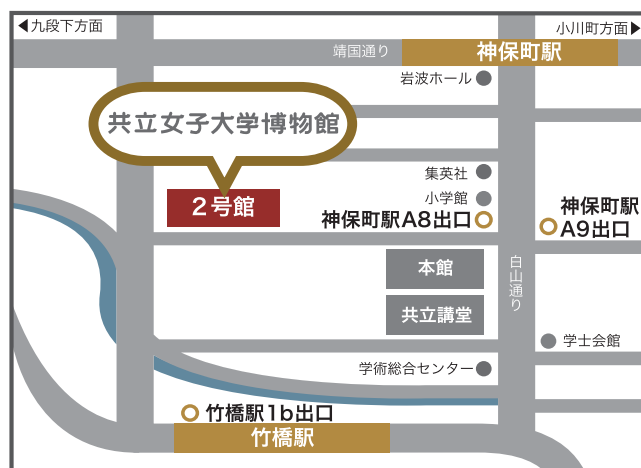 九段下方面
小川町方面
靖国通り
神保町駅
岩波ホール
共立女子大学博物館
集英社
小学館
2号館
神保町駅A8出口
神保町駅
A9出口
白山通り
本館
共立講堂
学士会館
学術総合センター
竹橋駅1b出口
竹橋駅